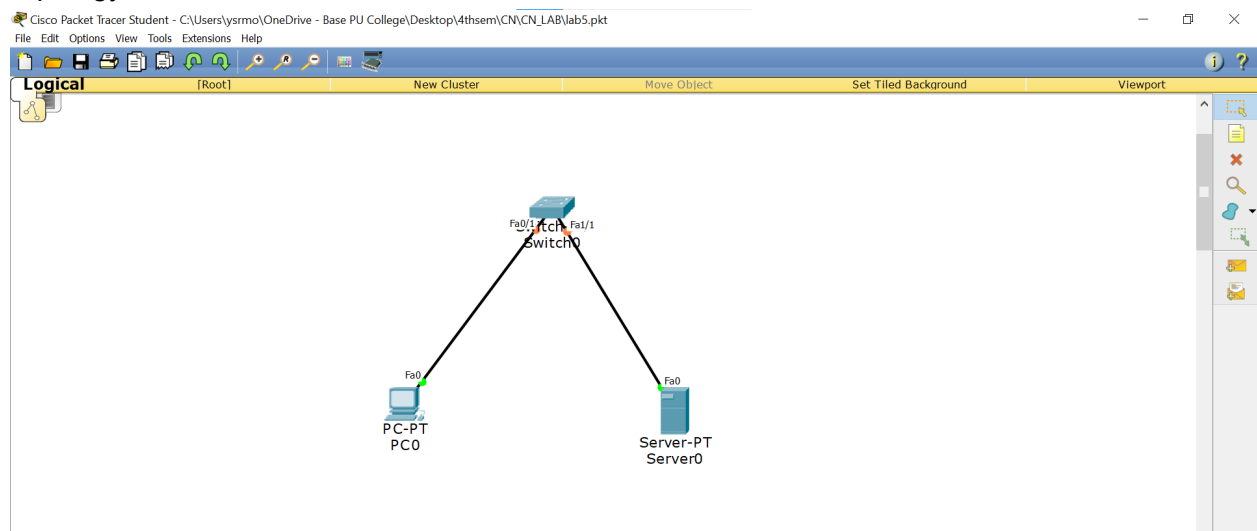 Cisco Packet Tracer Student - C:\Users\ysrmo\OneDrive - Base PU College\Desktop\4thsem\CN\CN_LAB\lab5.pkt
File Edit Options View Tools Extensions Help
Logical [Root] New Cluster Move Object Set Tiled Background Viewport
Fa0/1 Fa1/1
Switch0
Fa0 Fa0
PC-PT
PC0
Server-PT
Server0